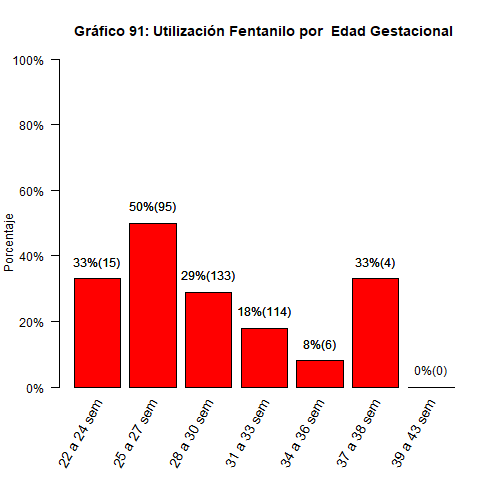 Gráfico 91: Utilización Fentanilo por  Edad Gestacional
Porcentaje
100%
80%
60%
40%
20%
0%
33%(15)
50%(95)
29%(133)
18%(114)
8%(6)
33%(4)
0%(0)
22 a 24 sem
25 a 27 sem
28 a 30 sem
31 a 33 sem
34 a 36 sem
37 a 38 sem
39 a 43 sem